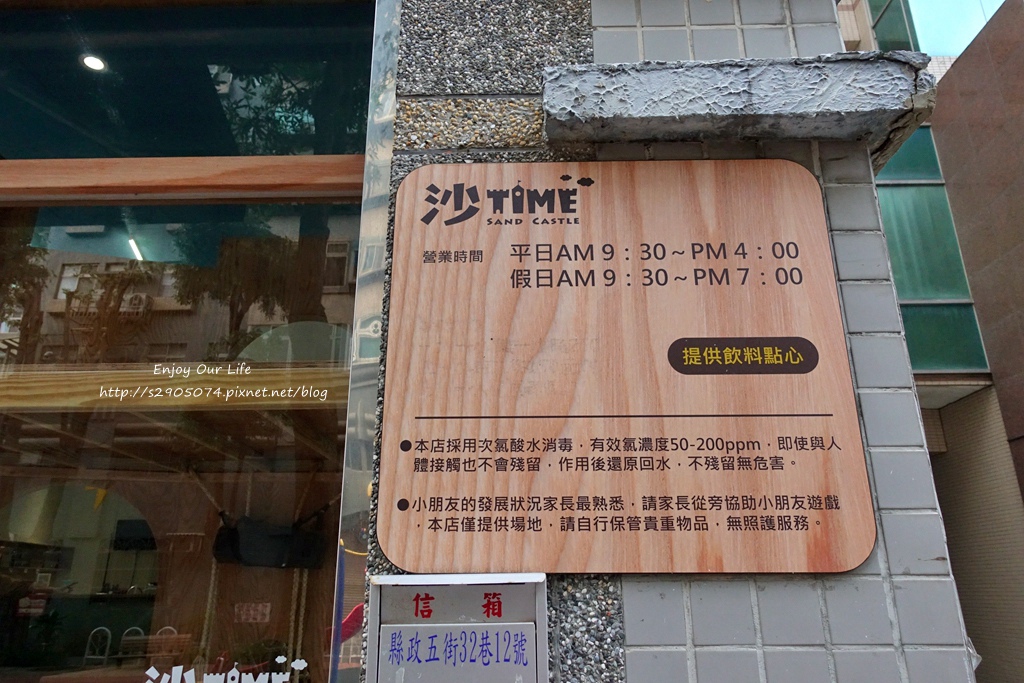 沙TIME
SAND CASTLE
營業時間 平日AM 9：30～PM 4：00
假日AM 9：30～PM 7：00
提供飲料點心
●本店採用次氯酸水消毒，有效氯濃度50-200ppm，即使與人
體接觸也不會殘留，作用後還原回水，不殘留無危害。
●小朋友的發展狀況家長最熟悉，請家長從旁協助小朋友遊戲
，本店僅提供場地，請自行保管貴重物品，無照護服務。
信箱
縣政五街32巷12號
Enjoy Our Life
http://s2905074.pixnet.net/blog
沙TIME